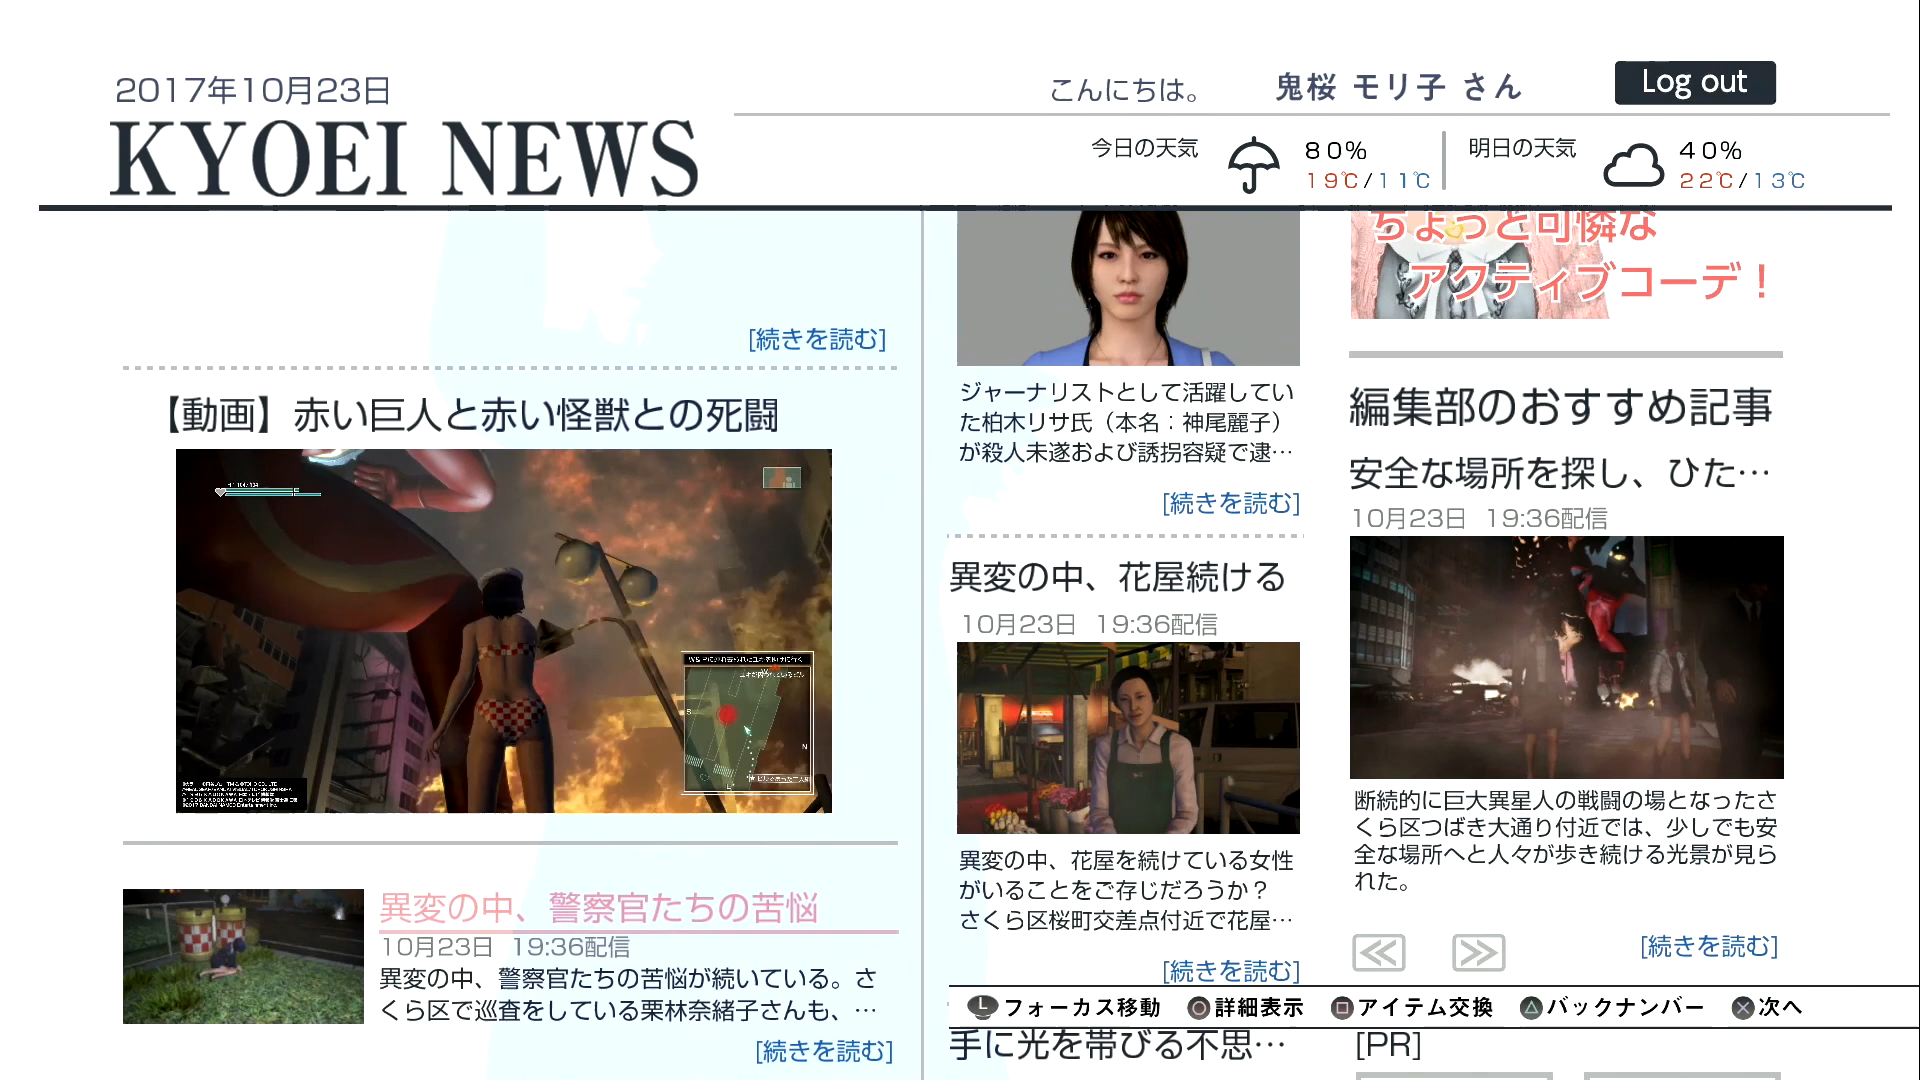 2017年10月23日
こんにちは。
鬼桜 モリ子 さん
Log out
KYOEI NEWS
今日の天気
80%
19℃/11℃
明日の天気
40%
22℃/13℃
[続きを読む]
【動画】赤い巨人と赤い怪獣との死闘
異変の中、警察官たちの苦悩
10月23日 19:36配信
異変の中、警察官たちの苦悩が続いている。さ
くら区で巡査をしている栗林奈緒子さんも、…
[続きを読む]
ジャーナリストとして活躍してい
た柏木リサ氏（本名：神尾麗子）
が殺人未遂および誘拐容疑で逮…
[続きを読む]
異変の中、花屋続ける
10月23日 19:36配信
異変の中、花屋を続けている女性
がいることをご存じだろうか？
さくら区桜町交差点付近で花屋…
[続きを読む]
手に光を帯びる不思…
ちょっと可憐な
アクティブコーデ！
編集部のおすすめ記事
安全な場所を探し、ひた…
10月23日 19:36配信
断続的に巨大異星人の戦闘の場となったさ
くら区つばき大通り付近では、少しでも安
全な場所へと人々が歩き続ける光景が見ら
れた。
[続きを読む]
L フォーカス移動 ○ 詳細表示 □ アイテム交換 △ バックナンバー × 次へ
[PR]